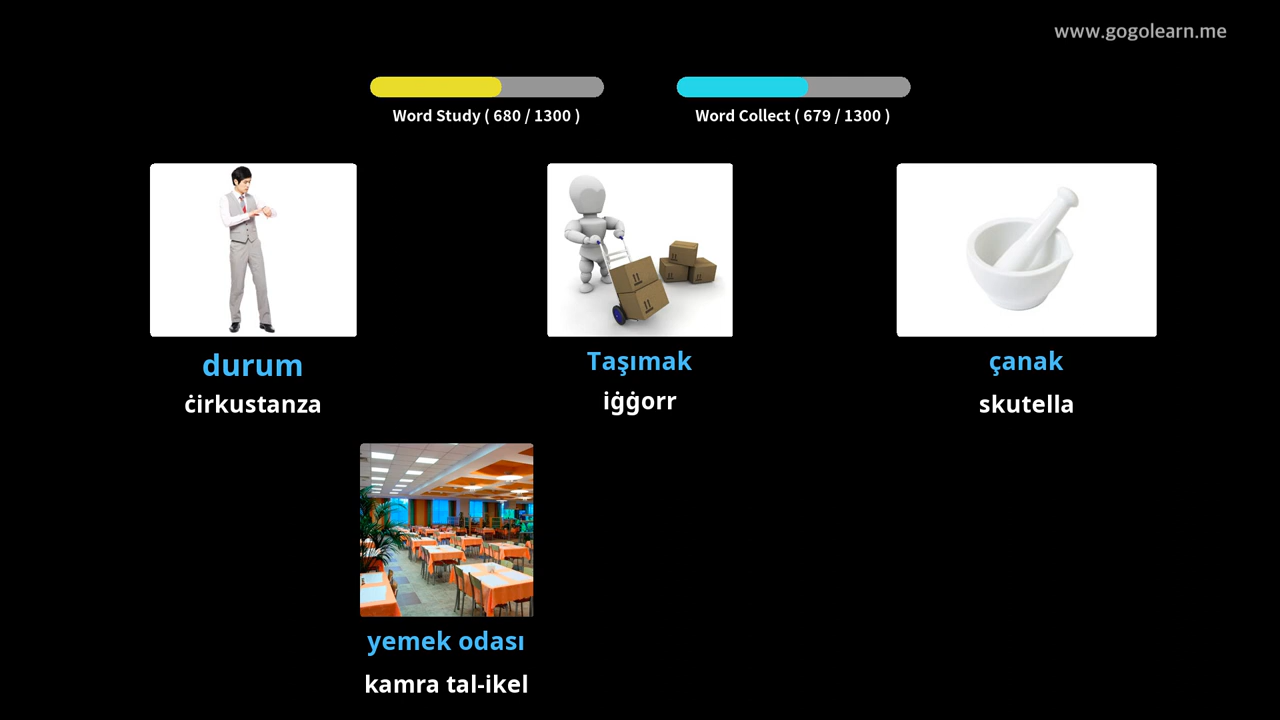 www.gogolearn.me
Word Study ( 680 / 1300 )
Word Collect ( 679 / 1300 )
durum
ċirkustanza
Taşımak
iġġorr
çanak
skutella
yemek odası
kamra tal-ikel